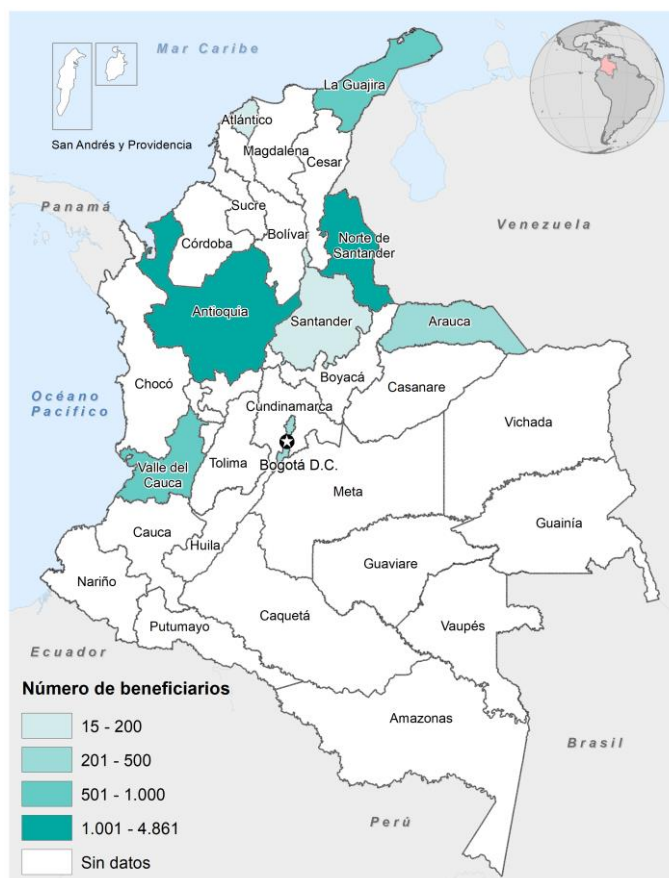 Mar Caribe
San Andrés y Providencia
La Guajira
Atlántico
Magdalena
Cesar
Panamá
Sucre
Córdoba
Bolívar
Norte de
Santander
Venezuela
Antioquia
Santander
Arauca
Chocó
Boyacá
Casanare
Océano
Pacífico
Cundinamarca
Vichada
Valle del
Cauca
Tolima
Bogotá D.C.
Meta
Cauca
Huila
Guainía
Nariño
Guaviare
Caquetá
Vaupés
Putumayo
Ecuador
Número de beneficiarios
15 - 200
201 - 500
501 - 1.000
1.001 - 4.861
Sin datos
Amazonas
Brasil
Perù